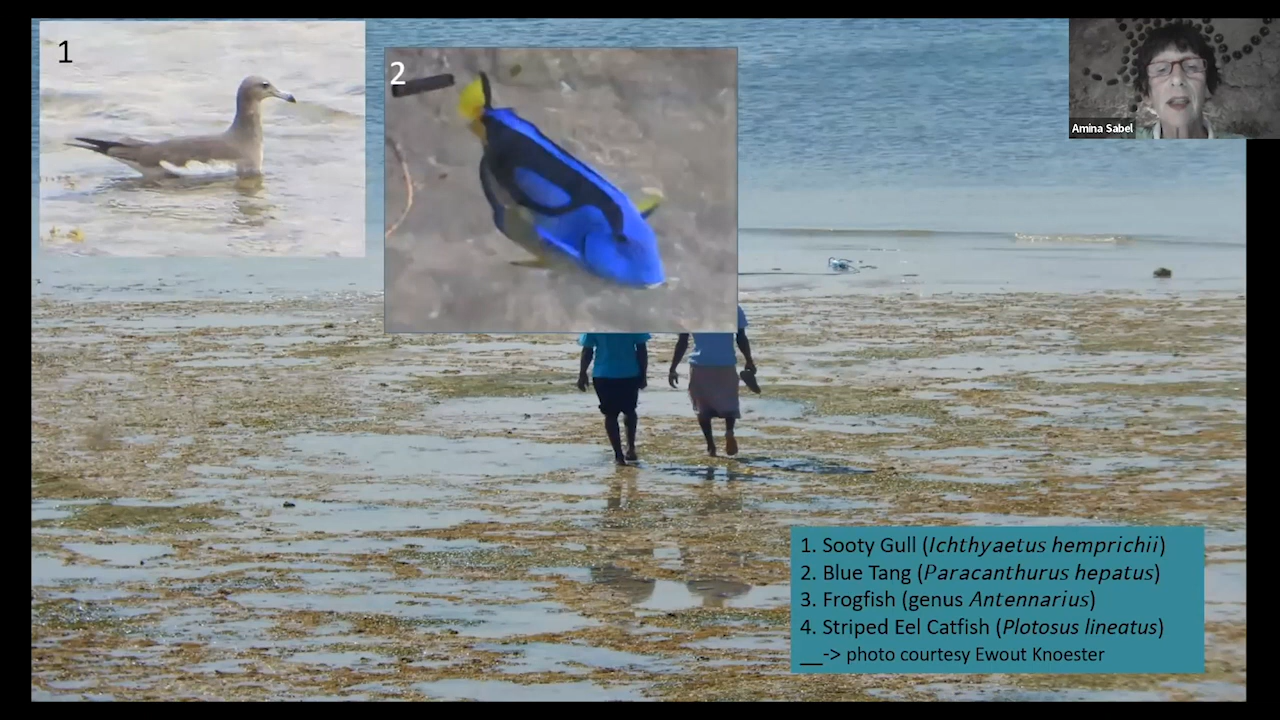 1
2
Amina Sabel
1. Sooty Gull (Ichthyaetus hemprichii)
2. Blue Tang (Paracanthurus hepatus)
3. Frogfish (genus Antennarius)
4. Striped Eel Catfish (Plotosus lineatus)
__-> photo courtesy Ewout Knoester